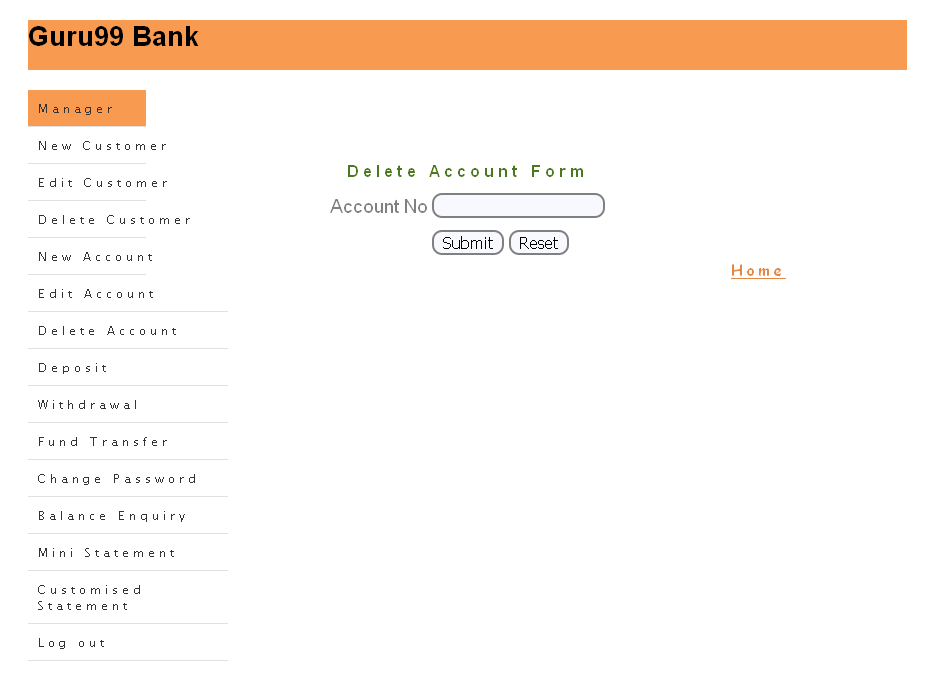 Guru99 Bank
Manager
New Customer
Edit Customer
Delete Customer
New Account
Edit Account
Delete Account
Deposit
Withdrawal
Fund Transfer
Change Password
Balance Enquiry
Mini Statement
Customised
Statement
Log out
Delete Account Form
Account No
Submit Reset
Home